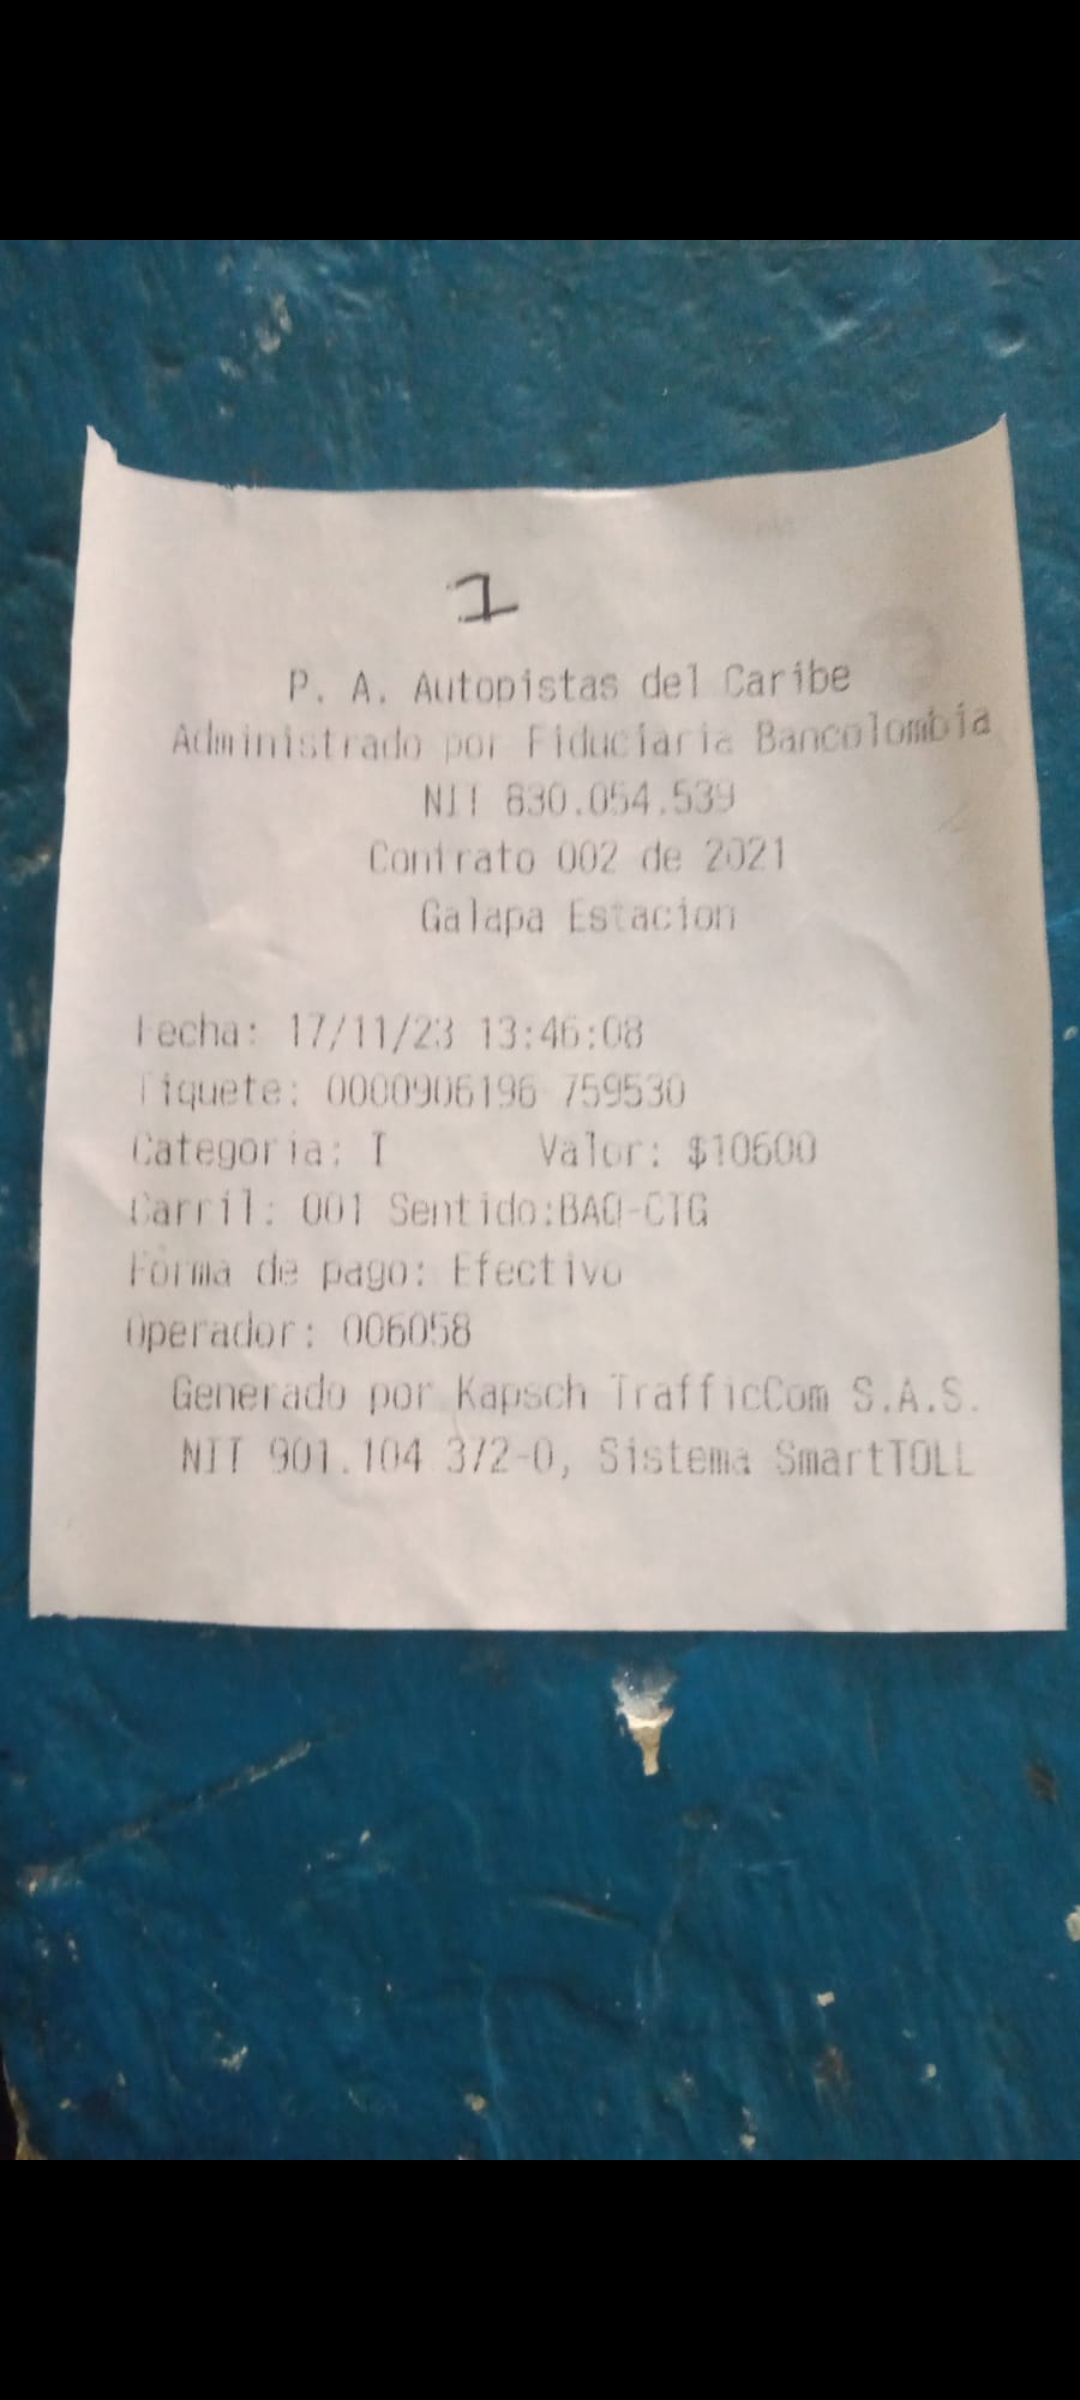 1
P. A. Autopistas del Caribe
Administrado por Fiduciaria Bancolombia
NIT 830.054.539
Contrato 002 de 2021
Galapa Estacion
Fecha: 17/11/23 13:46:08
Tiquete: 0000906196 759530
Categoria: I Valor: $10600
Carril: 001 Sentido:BAQ-CTG
Forma de pago: Efectivo
Operador: 006058
Generado por Kapsch TrafficCom S.A.S.
NIT 901.104 372-0, Sistema SmartTOLL